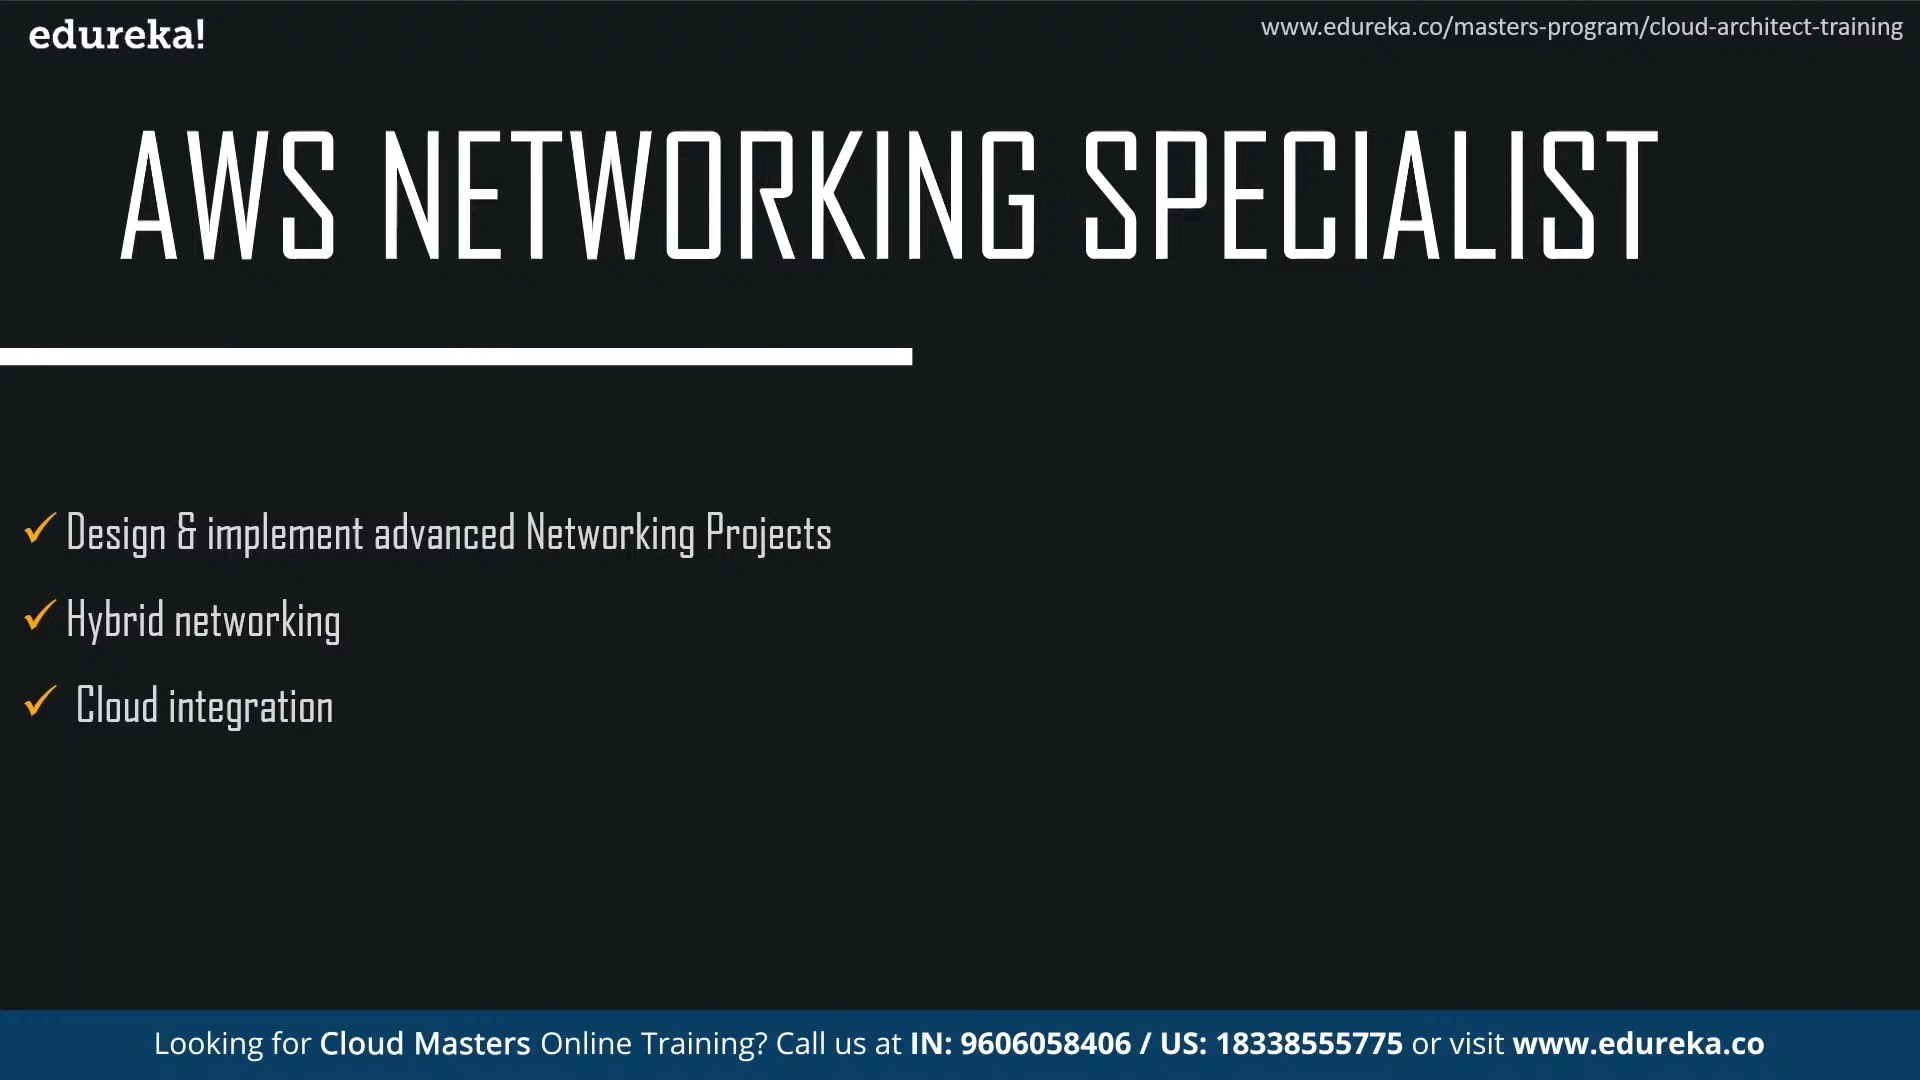 edureka!
www.edureka.co/masters-program/cloud-architect-training
AWS NETWORKING SPECIALIST
✓ Design & implement advanced Networking Projects
✓ Hybrid networking
✓ Cloud integration
Looking for Cloud Masters Online Training? Call us at IN: 9606058406 / US: 18338555775 or visit www.edureka.co